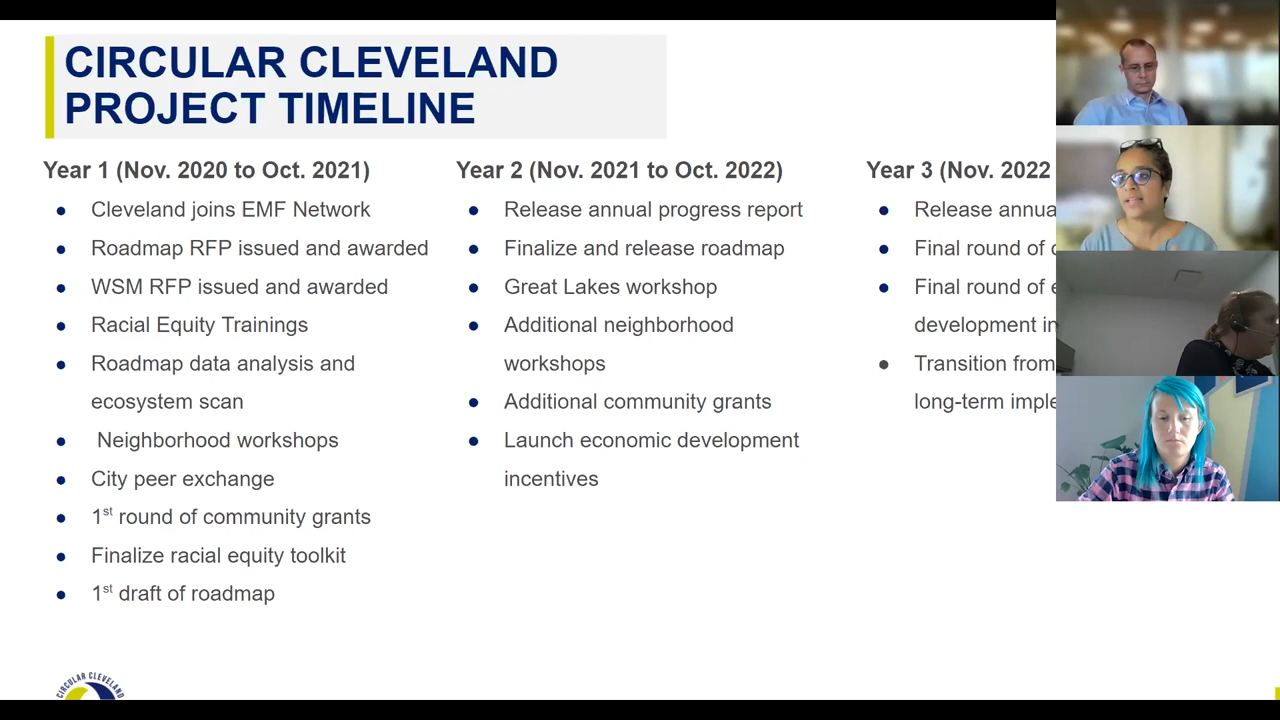 CIRCULAR CLEVELAND
PROJECT TIMELINE
Year 1 (Nov. 2020 to Oct. 2021)
● Cleveland joins EMF Network
● Roadmap RFP issued and awarded
● WSM RFP issued and awarded
● Racial Equity Trainings
● Roadmap data analysis and
ecosystem scan
● Neighborhood workshops
● City peer exchange
● 1st round of community grants
● Finalize racial equity toolkit
● 1st draft of roadmap
Year 2 (Nov. 2021 to Oct. 2022)
● Release annual progress report
● Finalize and release roadmap
● Great Lakes workshop
● Additional neighborhood
workshops
● Additional community grants
● Launch economic development
incentives
Year 3 (Nov. 2022
● Release
● Final round of
● Final round of
development
● Transition from
long-term
CIRCULAR CLEVELAND